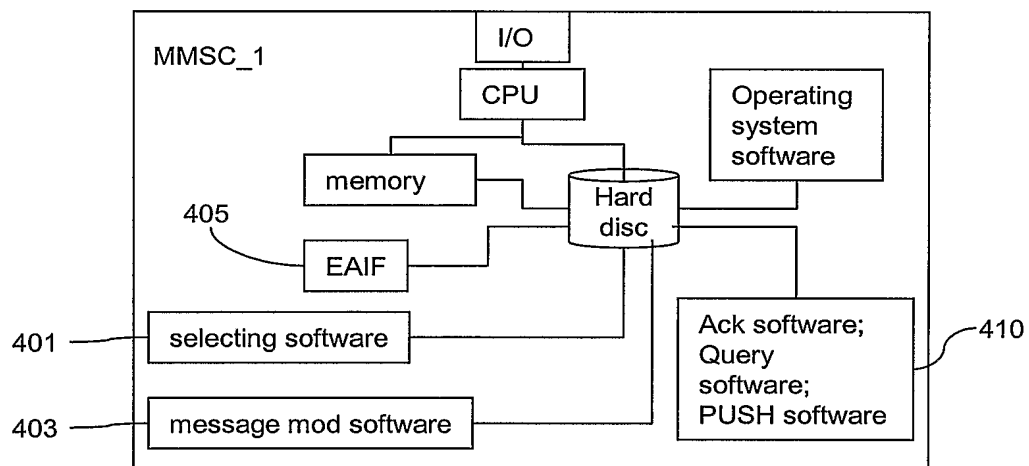 I/O
MMSC_1
CPU
Operating
system
software
memory
Hard
disc
405
EAIF
401
selecting software
Ack software;
Query
software;
PUSH software
410
403
message mod software